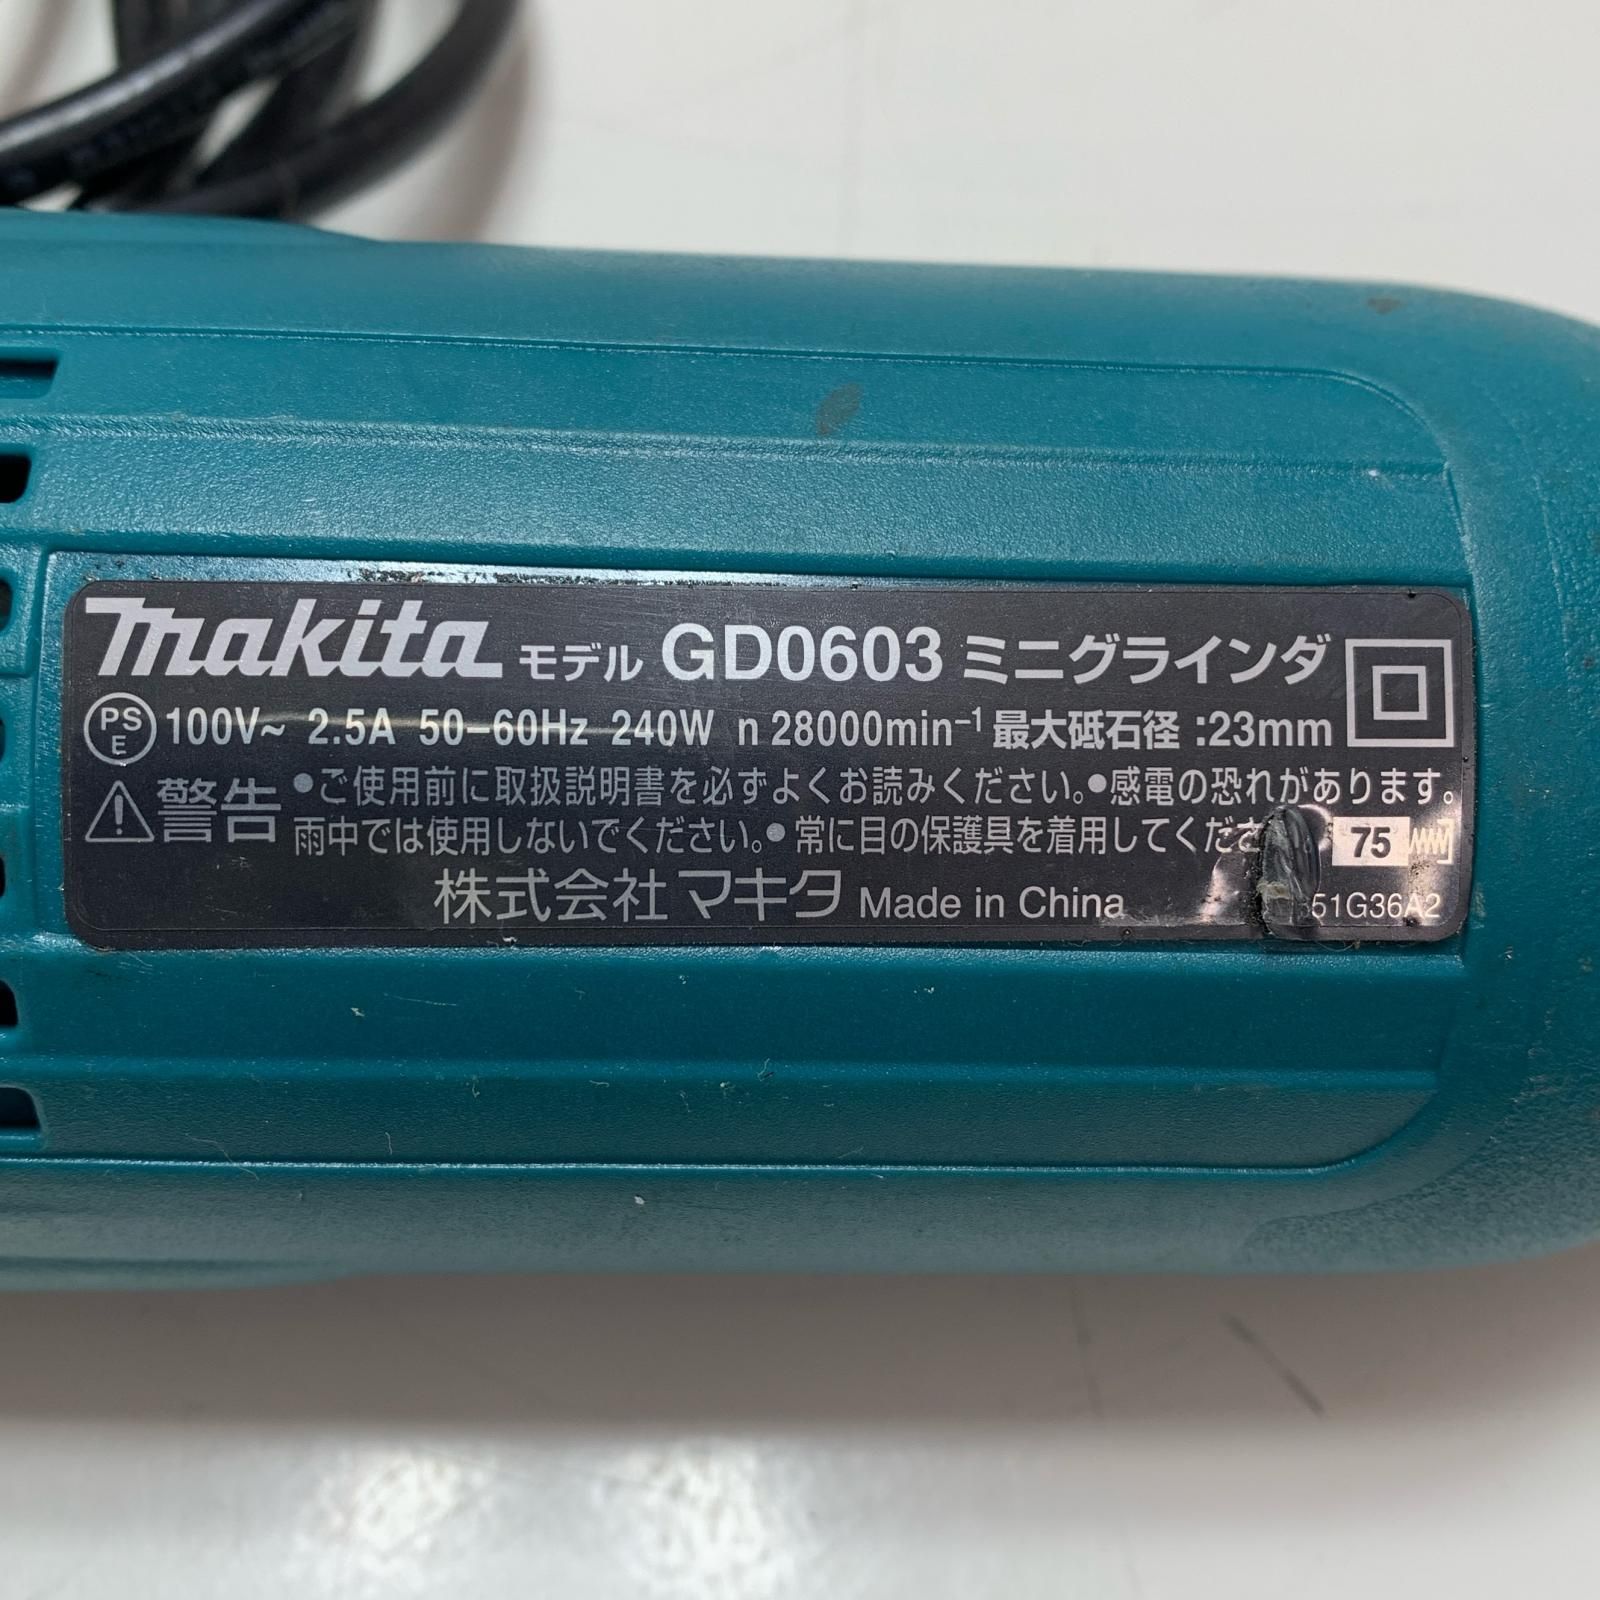 makita モデル GD0603 ミニグラインダ
PS E 100V~ 2.5A 50-60Hz 240W n 28000min⁻¹ 最大砥石径:23mm
警告 ●ご使用前に取扱説明書を必ずよくお読みください。●感電の恐れがあります。
雨中では使用しないでください。●常に目の保護具を着用してくださ 75
株式会社マキタ Made in China 51G36A2